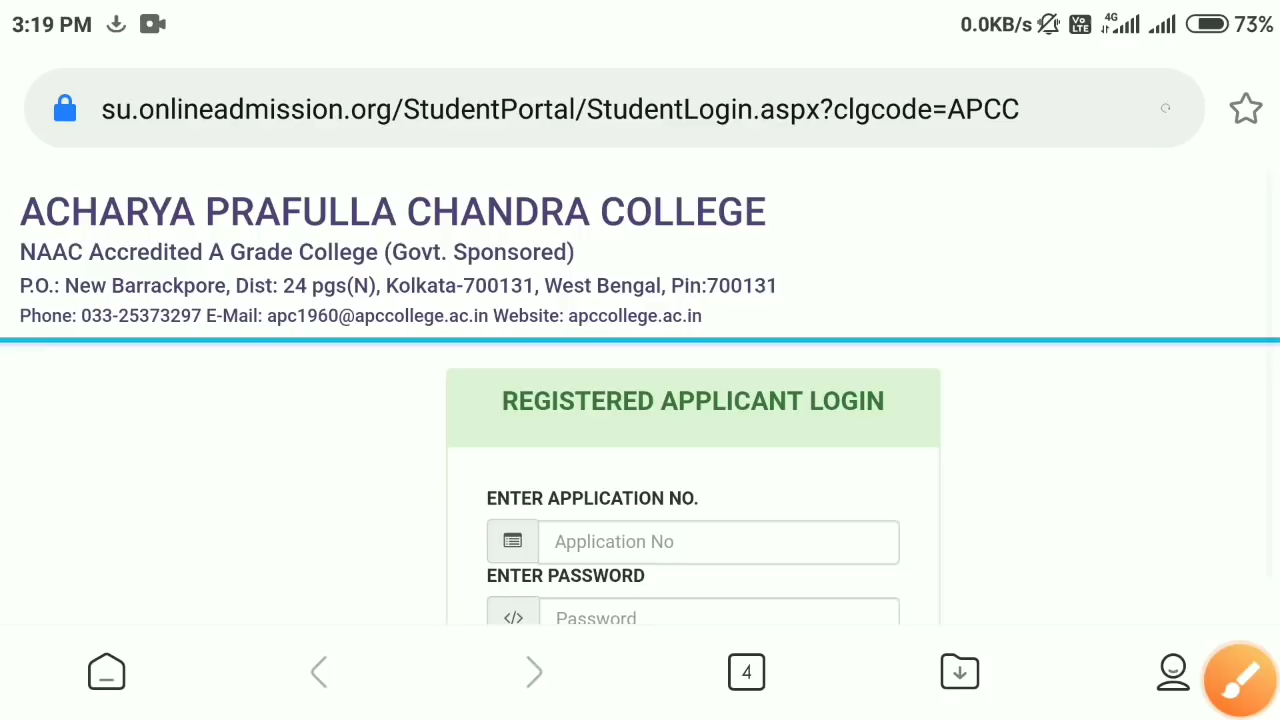 3:19 PM 0.0KB/s Vo LTE 4G 73%
su.onlineadmission.org/StudentPortal/StudentLogin.aspx?clgcode=APCC
ACHARYA PRAFULLA CHANDRA COLLEGE
NAAC Accredited A Grade College (Govt. Sponsored)
P.O.: New Barrackpore, Dist: 24 pgs(N), Kolkata-700131, West Bengal, Pin:700131
Phone: 033-25373297 E-Mail: apc1960@apccollege.ac.in Website: apccollege.ac.in
REGISTERED APPLICANT LOGIN
ENTER APPLICATION NO.
Application No
ENTER PASSWORD
</> Password
4